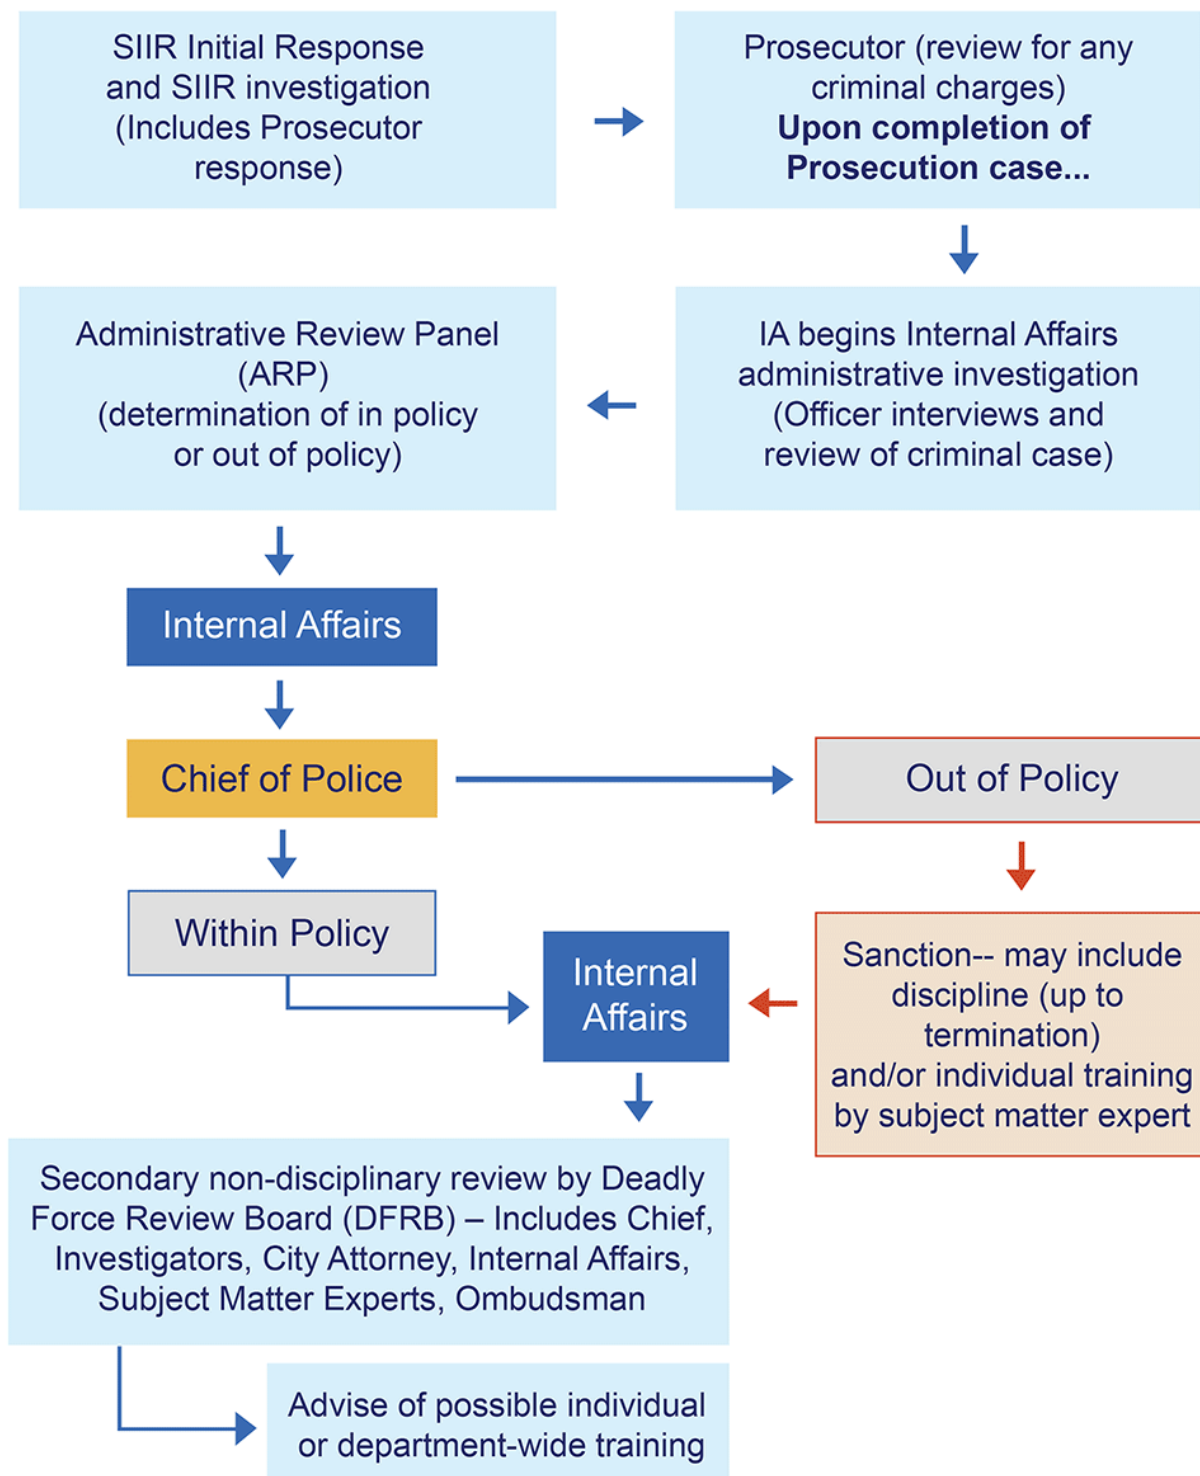 SIIR Initial Response
and SIIR investigation
(Includes Prosecutor
response)
Prosecutor (review for any
criminal charges)
Upon completion of
Prosecution case...
Administrative Review Panel
(ARP)
(determination of in policy
or out of policy)
IA begins Internal Affairs
administrative investigation
(Officer interviews and
review of criminal case)
Internal Affairs
Chief of Police
Out of Policy
Within Policy
Internal
Affairs
Sanction-- may include
discipline (up to
termination)
and/or individual training
by subject matter expert
Secondary non-disciplinary review by Deadly
Force Review Board (DFRB) – Includes Chief,
Investigators, City Attorney, Internal Affairs,
Subject Matter Experts, Ombudsman
Advise of possible individual
or department-wide training